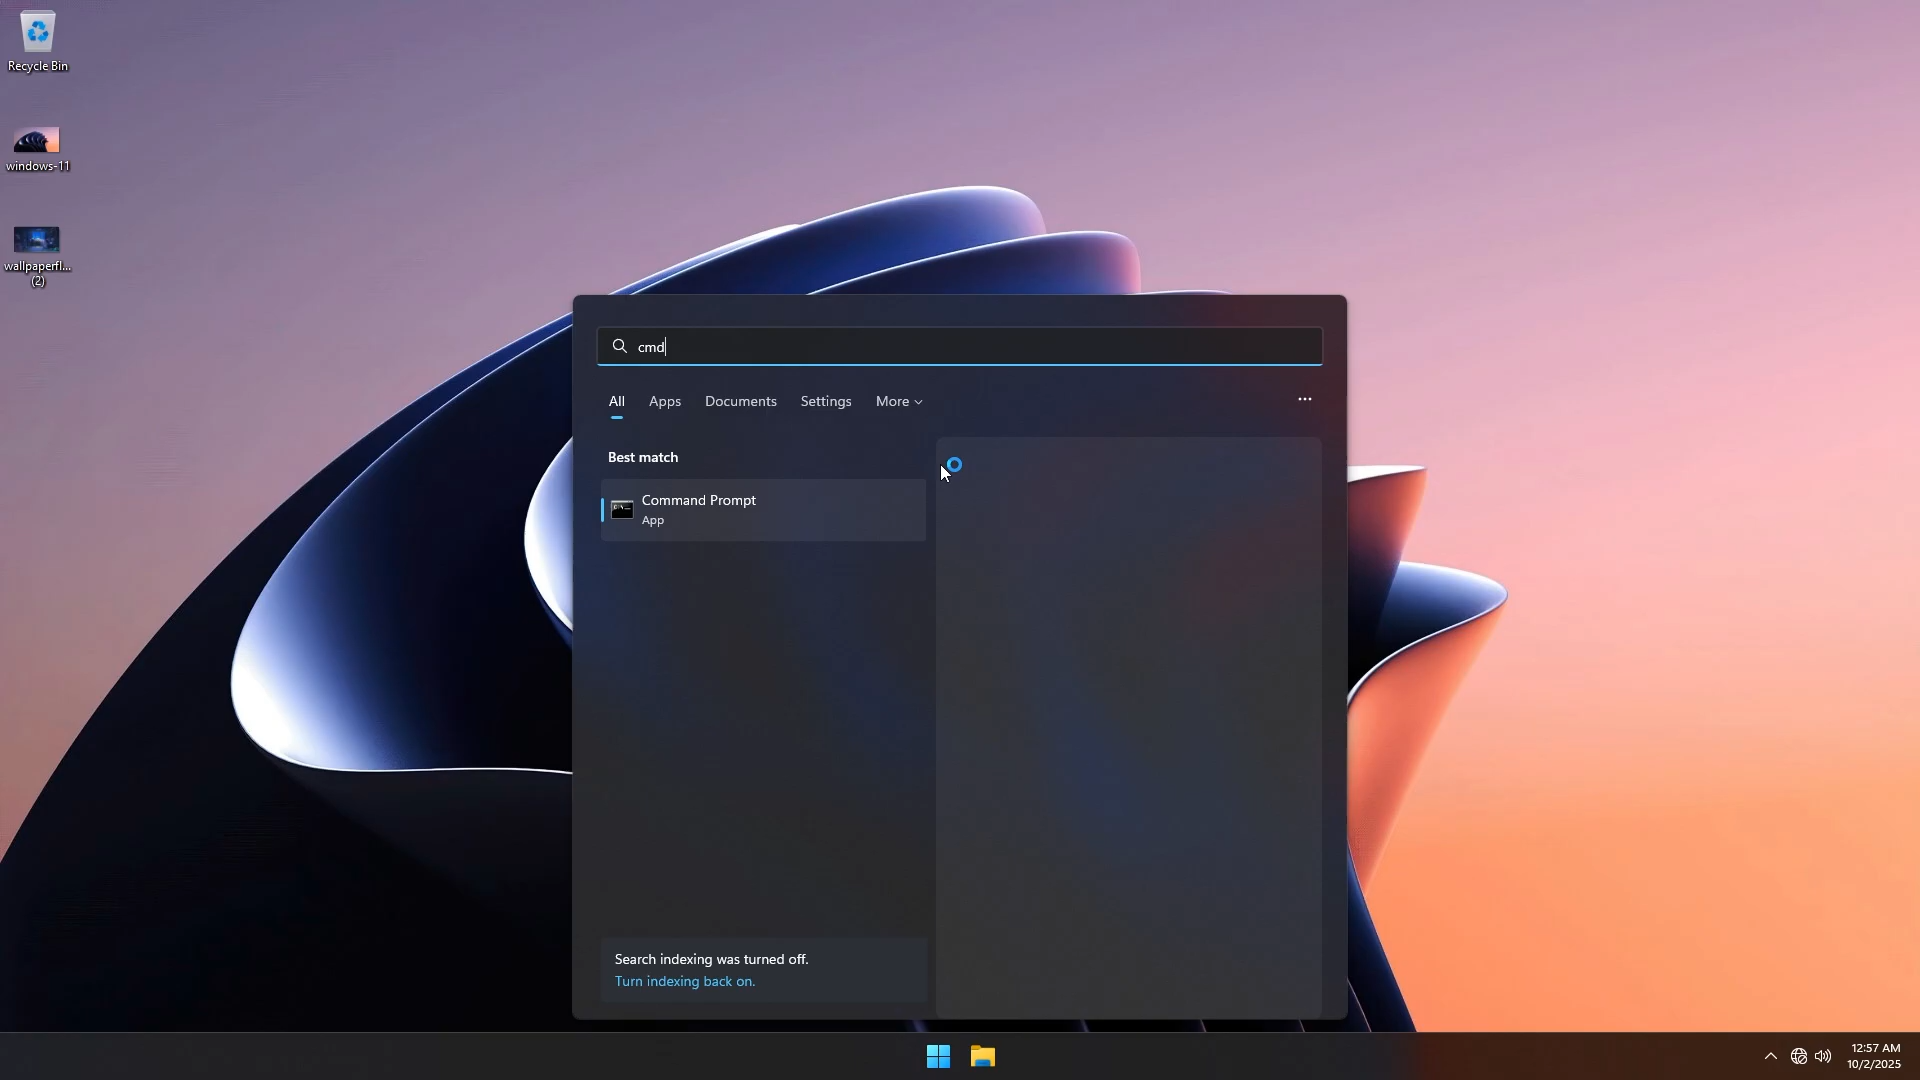 Recycle Bin
windows-11
wallpaperfl...
(2)
cmd
All Apps Documents Settings More
Best match
Command Prompt
App
Search indexing was turned off.
Turn indexing back on.
12:57 AM
10/2/2025